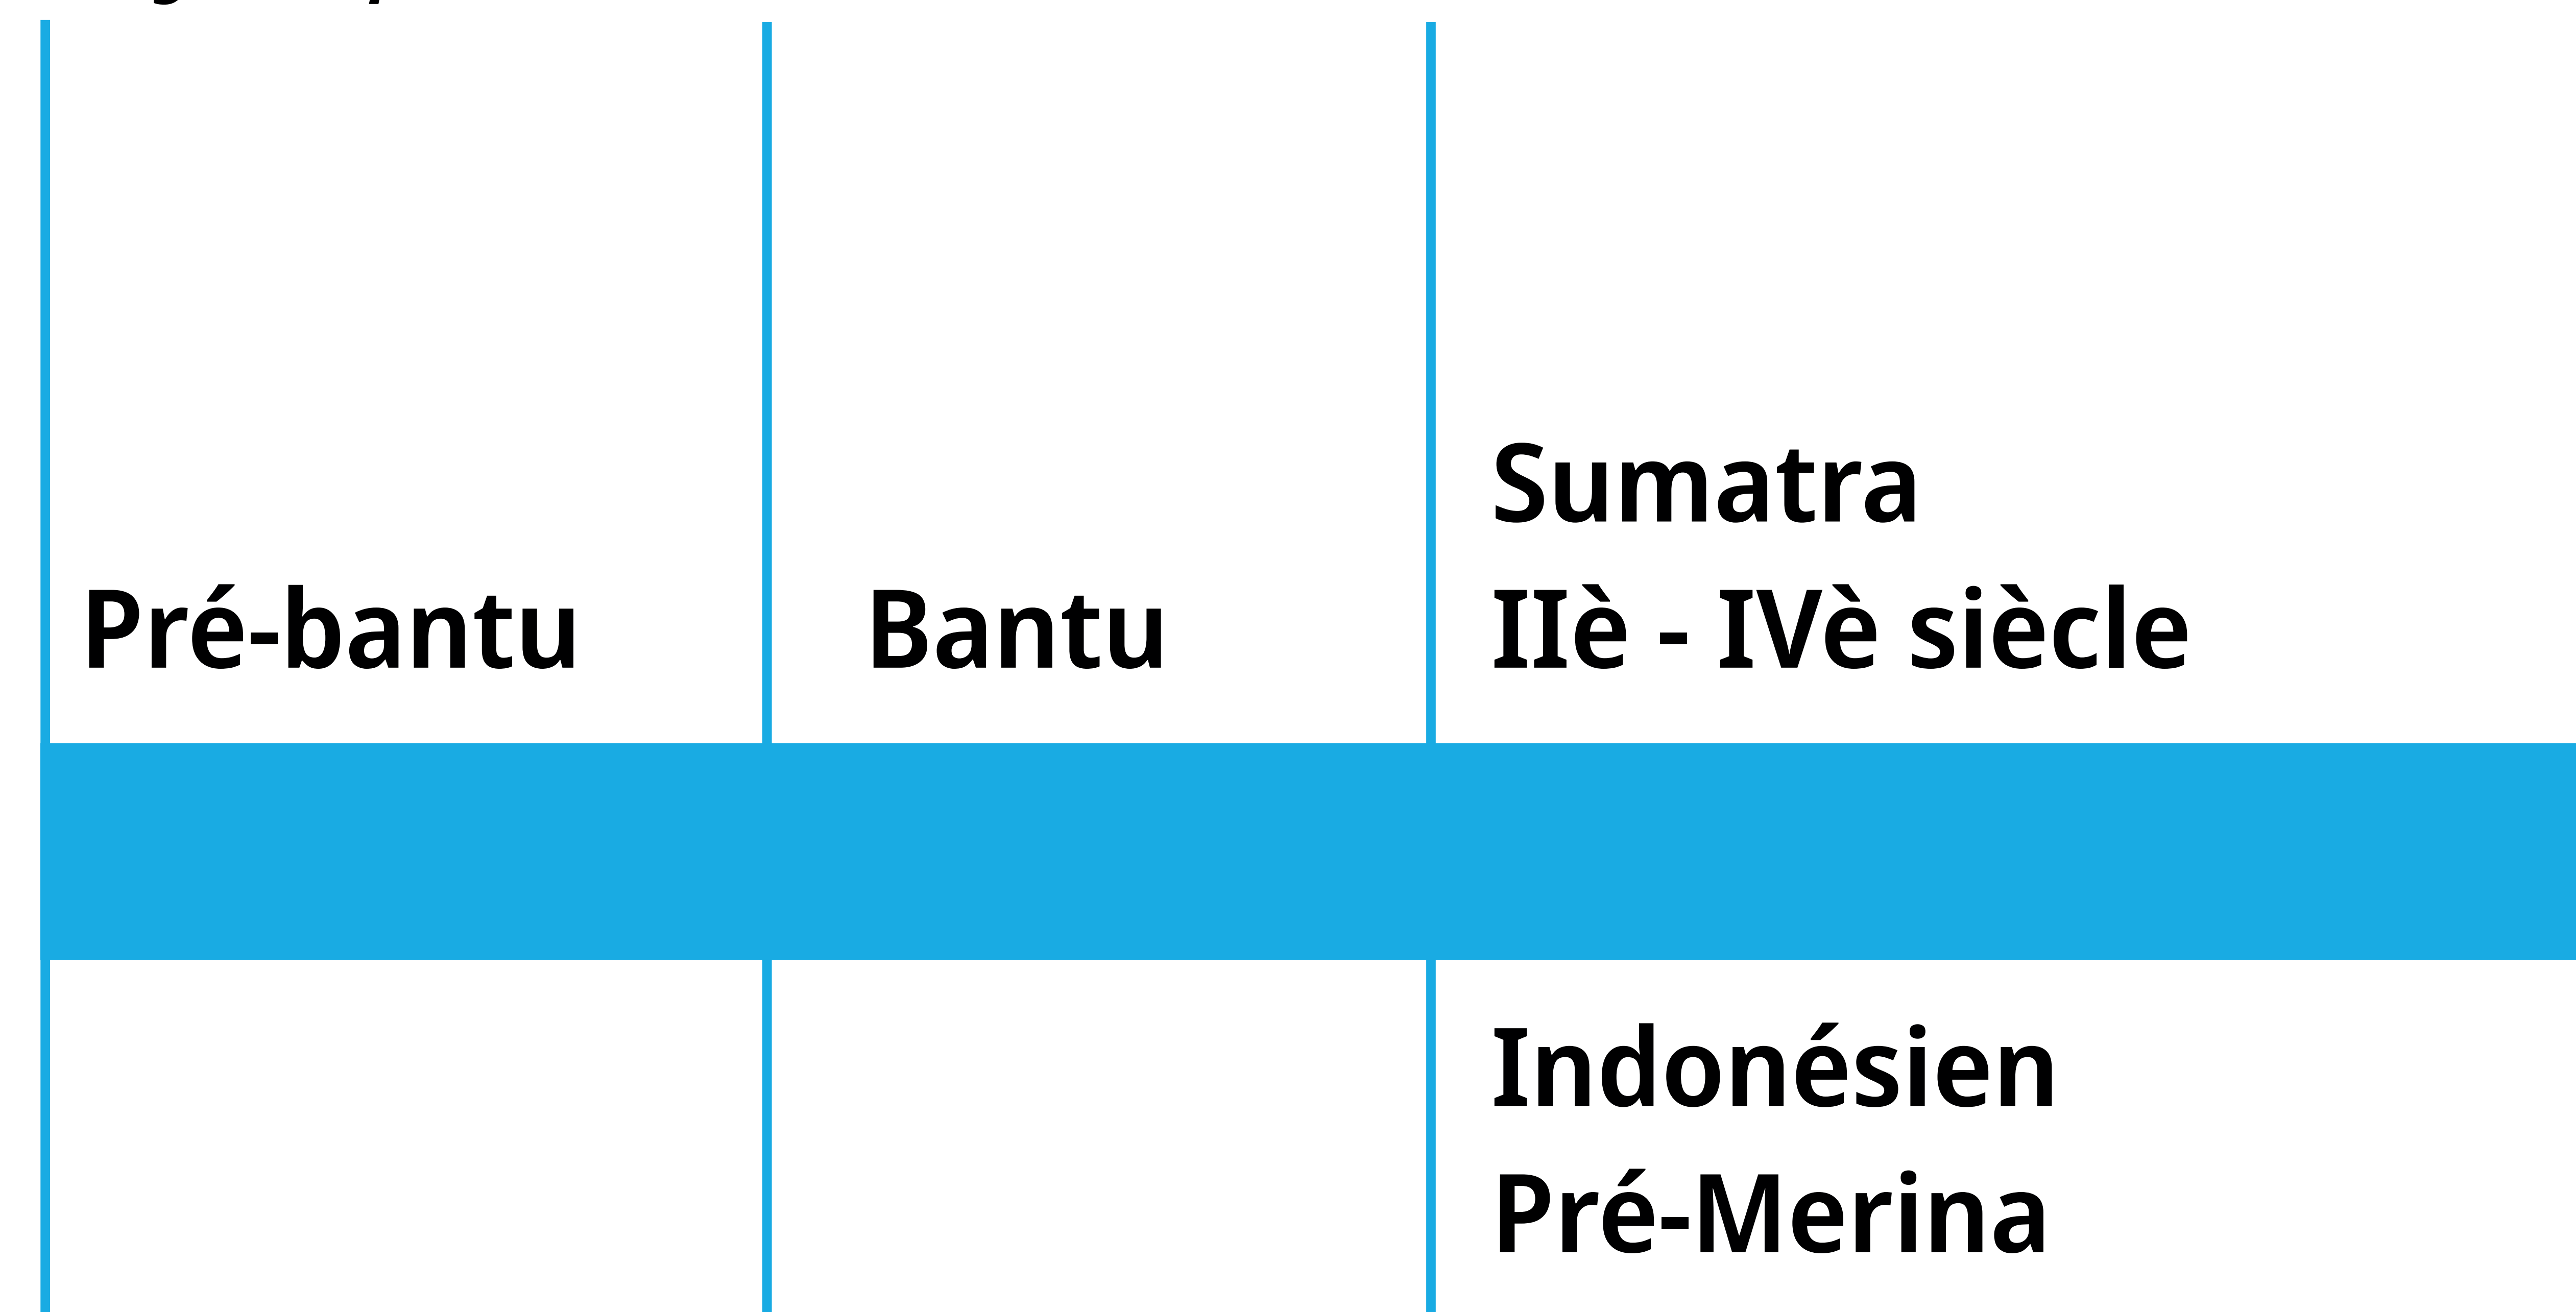 Sumatra
Pré-bantu Bantu IIè - IVè siècle
Indonésien
Pré-Merina